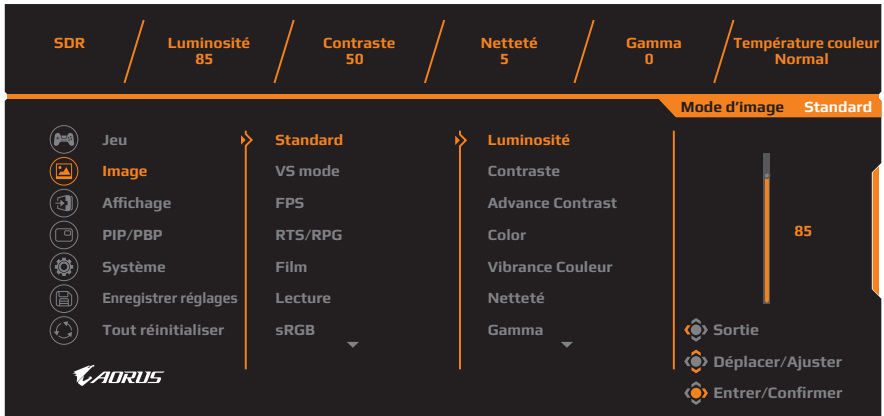 SDR
Luminosité
85
Contraste
50
Netteté
5
Gamma
0
Température couleur
Normal
Mode d’image Standard
Jeu
Image
Affichage
PIP/PBP
Système
Enregistrer réglages
Tout réinitialiser
Standard
VS mode
FPS
RTS/RPG
Film
Lecture
sRGB
Luminosité
Contraste
Advance Contrast
Color
Vibrance Couleur
Netteté
Gamma
85
Sortie
Déplacer/Ajuster
Entrer/Confirmer
AORUS